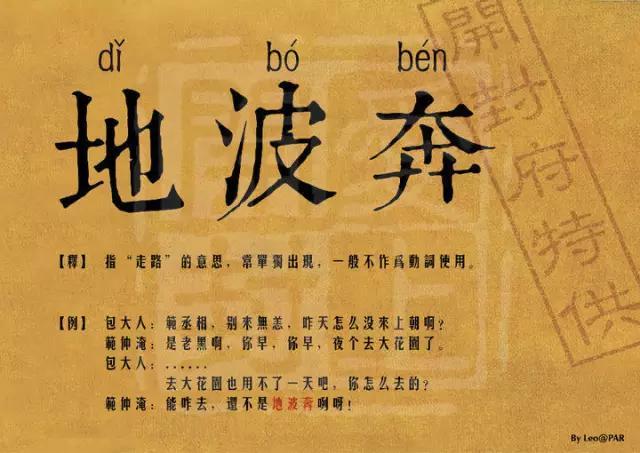 dǐ bó bén
地波奔
開封府特供
【釋】 指“走路”的意思，常單獨出現，一般不作爲動詞使用。
【例】 包大人：範丞相，别來無恙，昨天怎么没來上朝啊？
範仲淹：是老黑啊，你早，你早，夜个去大花園了。
包大人：......
去大花園也用不了一天吧，你怎么去的？
範仲淹：能咋去，還不是地波奔咧呀！
By Leo@PAR